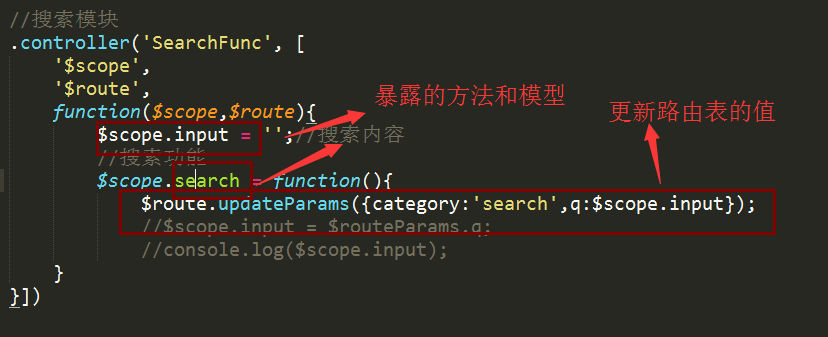 //搜索模块
.controller('SearchFunc', [
'$scope',
'$route',
function($scope,$route){
暴露的方法和模型
更新路由表的值
$scope.input = '';//搜索内容
//搜索功能
$scope.search = function(){
$route.updateParams({category:'search',q:$scope.input});
//$scope.input = $routeParams.q;
//console.log($scope.input);
}
}])